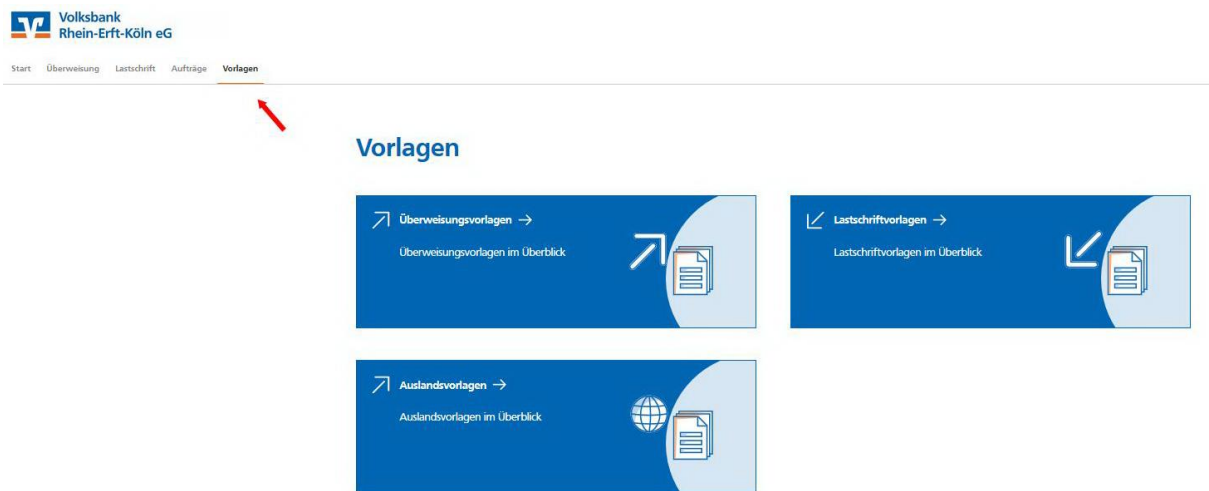 Volksbank
Rhein-Erft-Köln eG
Start Überweisung Lastschrift Aufträge Vorlagen
Vorlagen
Überweisungsvorlagen →
Überweisungsvorlagen im Überblick
Lastschriftvorlagen →
Lastschriftvorlagen im Überblick
Auslandsvorlagen →
Auslandsvorlagen im Überblick